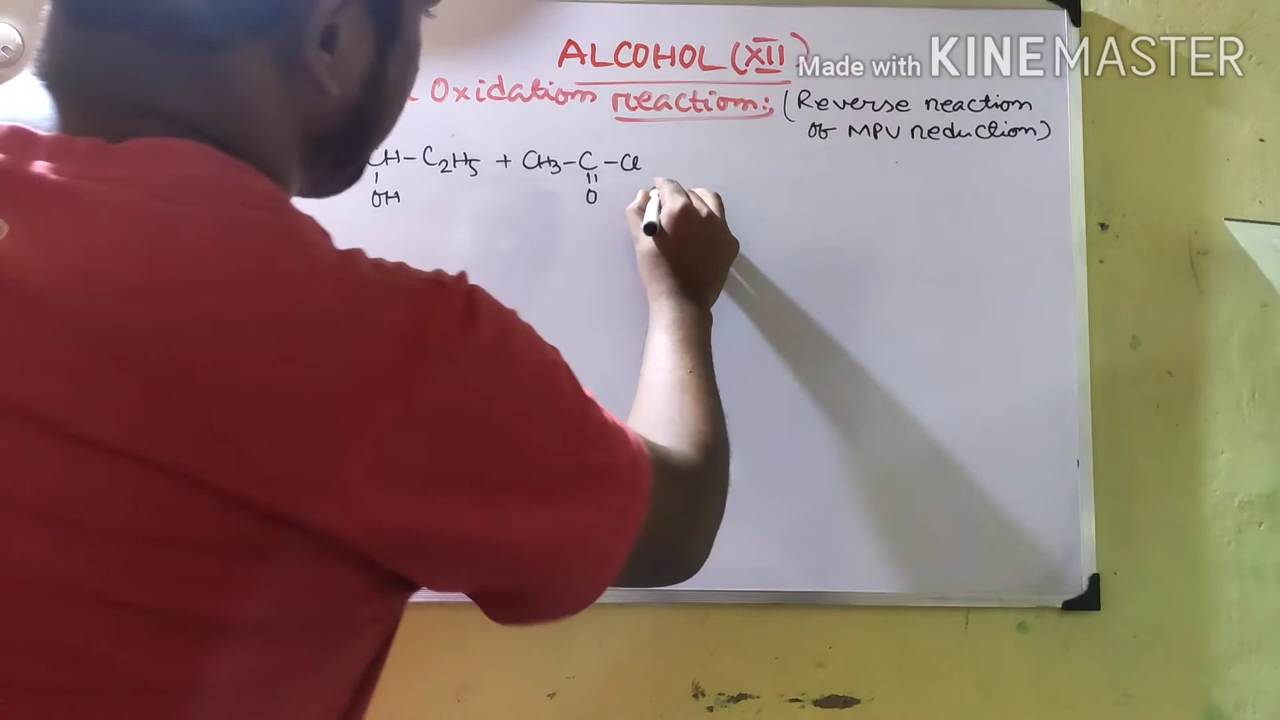 ALCOHOL (XII)
Made with KINEMASTER
Oxidation reaction: (Reverse reaction
of MPV reduction)
CH-C2H5 + CH3-C-Cl
OH O